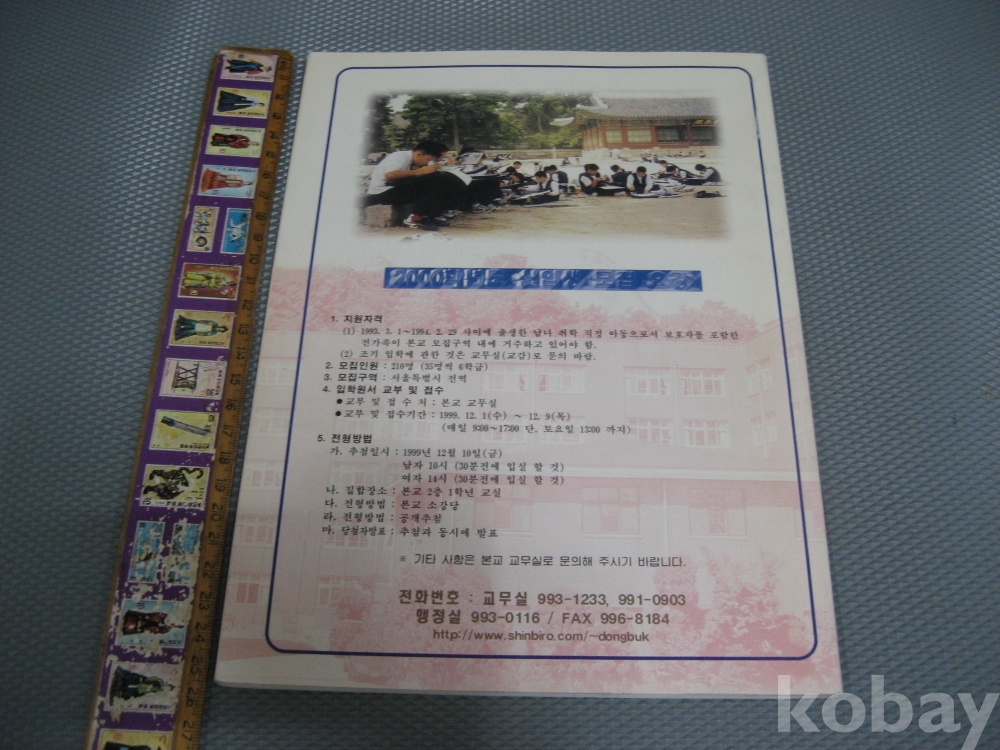 2000학년도 신입생 모집 요강
1. 지원자격
(1) 1993. 3. 1～1994. 2. 29 사이에 출생한 남녀 취학 적정 아동으로서 보호자를 포함한
전가족이 본교 모집구역 내에 거주하고 있어야 함.
(2) 조기 입학에 관한 것은 교무실(교감)로 문의 바람.
2. 모집인원 : 210명 (35명씩 6학급)
3. 모집구역 : 서울특별시 전역
4. 입학원서 교부 및 접수
●교부 및 접 수 처 : 본교 교무실
●교부 및 접수기간 : 1999. 12. 1(수) ～ 12. 9(목)
(매일 9:00～17:00 단, 토요일 13:00 까지)
5. 전형방법
가. 추첨일시 : 1999년 12월 10일(금)
남자 10시 (30분전에 입실 할 것)
여자 14시 (30분전에 입실 할 것)
나. 집합장소 : 본교 2층 1학년 교실
다. 전형방법 : 본교 소강당
라. 전형방법 : 공개추첨
마. 당첨자발표 : 추첨과 동시에 발표
※ 기타 사항은 본교 교무실로 문의해 주시기 바랍니다.
전화번호 : 교무실 993-1233, 991-0903
행정실 993-0116 / FAX 996-8184
http://www.shinbiro.com/~dongbuk
kobay